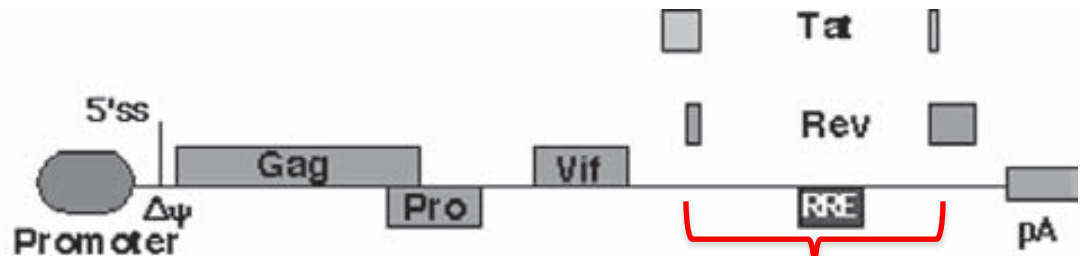 Tat
5'ss
Rev
Gag
Vif
Pro
RRE
Δψ
Promoter
pA